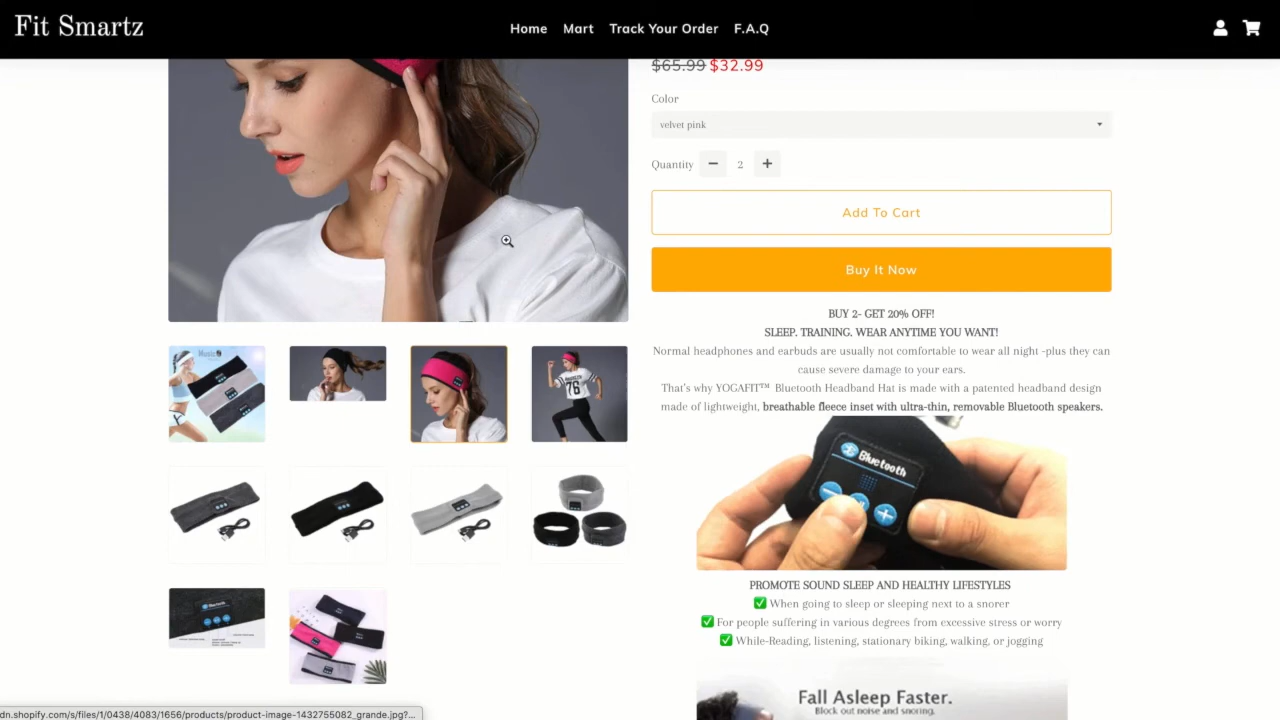 Fit Smartz
Home Mart Track Your Order F.A.Q
$65.99 $32.99
Color
velvet pink
Quantity 2
Add To Cart
Buy It Now
BUY 2- GET 20% OFF!
SLEEP. TRAINING. WEAR ANYTIME YOU WANT!
Normal headphones and earbuds are usually not comfortable to wear all night -plus they can
cause severe damage to your ears.
That's why YOGAFIT™ Bluetooth Headband Hat is made with a patented headband design
made of lightweight, breathable fleece inset with ultra-thin, removable Bluetooth speakers.
Music
76
Bluetooth
Bluetooth
PROMOTE SOUND SLEEP AND HEALTHY LIFESTYLES
✅ When going to sleep or sleeping next to a snorer
✅ For people suffering in various degrees from excessive stress or worry
✅ While-Reading, listening, stationary biking, walking, or jogging
Fall Asleep Faster.
Block out noise and snoring.
dn.shopify.com/s/files/1/0438/4083/1656/products/product-image-1432755082_grande.jpg?...